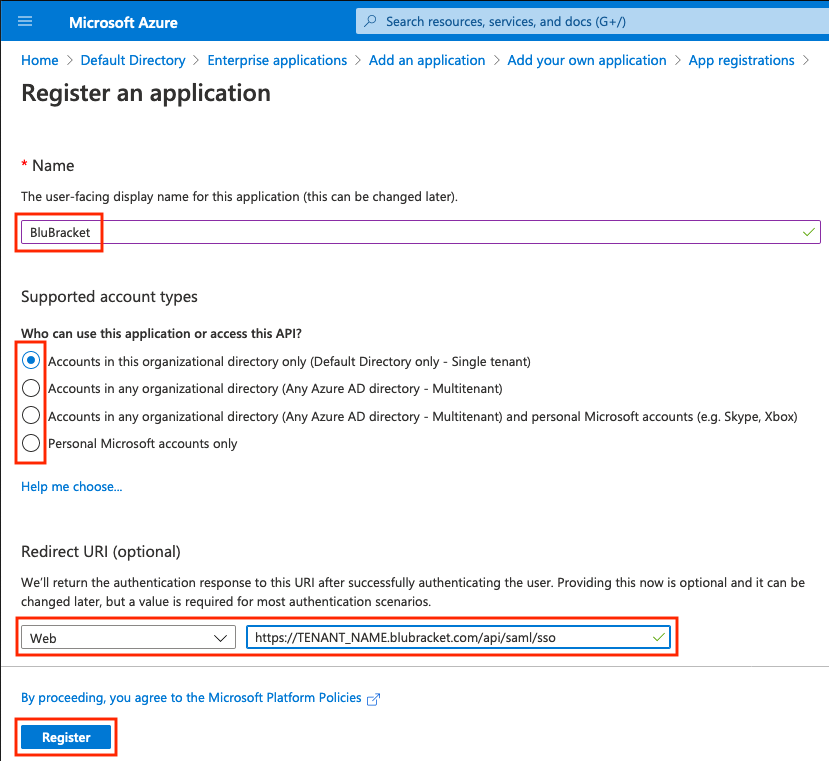 Microsoft Azure
Search resources, services, and docs (G+/)
Home > Default Directory > Enterprise applications > Add an application > Add your own application > App registrations >
Register an application
* Name
The user-facing display name for this application (this can be changed later).
BluBracket
Supported account types
Who can use this application or access this API?
Accounts in this organizational directory only (Default Directory only - Single tenant)
Accounts in any organizational directory (Any Azure AD directory - Multitenant)
Accounts in any organizational directory (Any Azure AD directory - Multitenant) and personal Microsoft accounts (e.g. Skype, Xbox)
Personal Microsoft accounts only
Help me choose...
Redirect URI (optional)
We'll return the authentication response to this URI after successfully authenticating the user. Providing this now is optional and it can be
changed later, but a value is required for most authentication scenarios.
Web
https://TENANT_NAME.blubracket.com/api/saml/sso
By proceeding, you agree to the Microsoft Platform Policies
Register